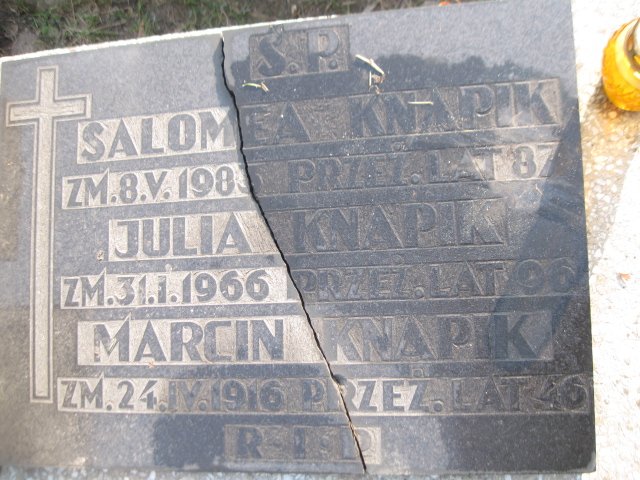 Ś.P.
SALOMEA KNAPIK
ZM. 8.V. PRZEŻ. LAT 87
JULIA KNAPIK
ZM. 31.I.1966 PRZEŻ. LAT 96
MARCIN KNAPIK
ZM. 24.IV.1916 PRZEŻ. LAT 46